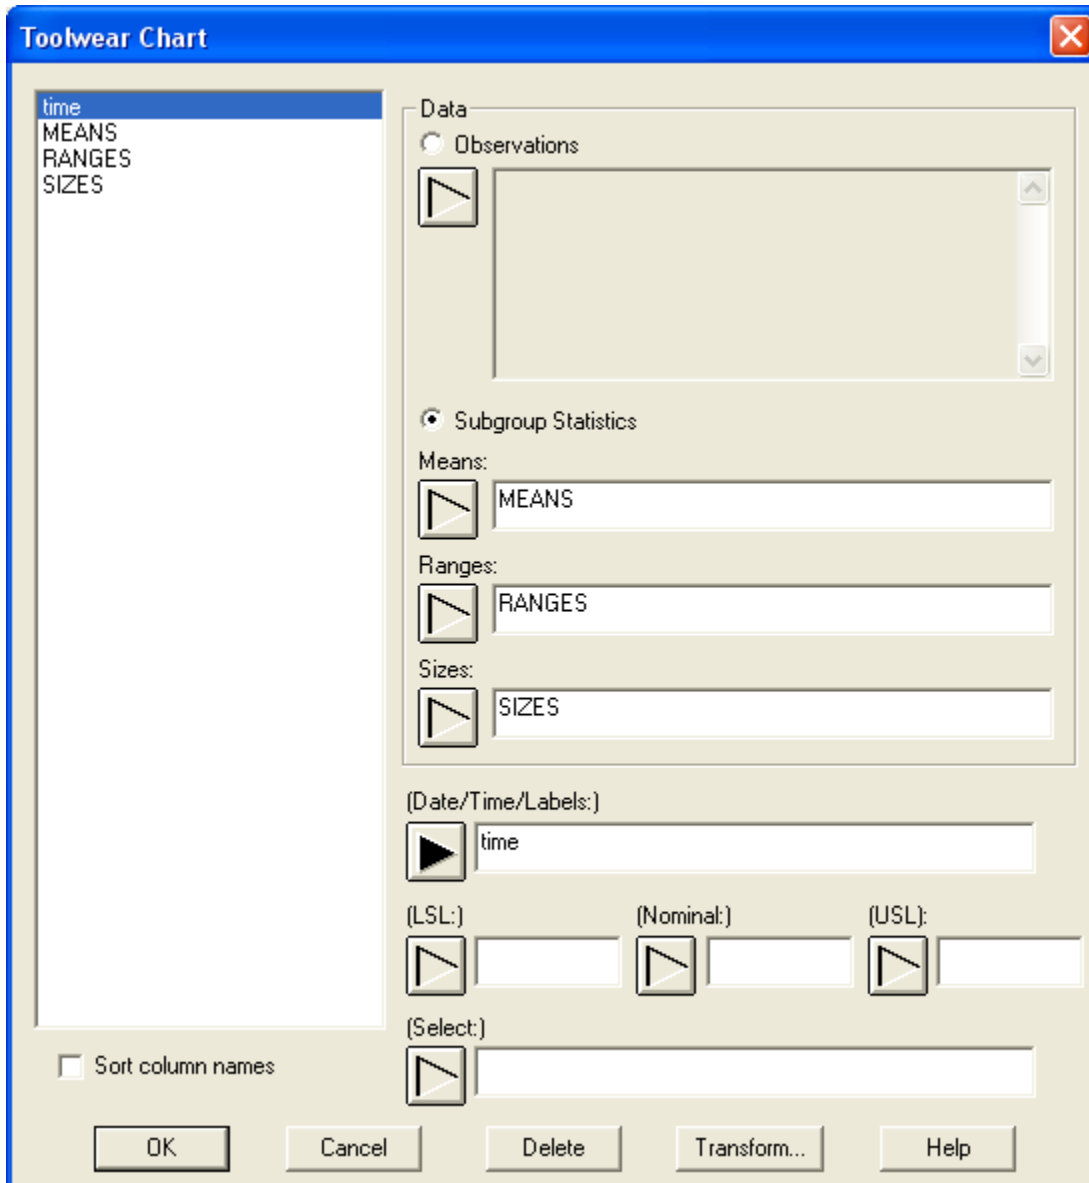 Toolwear Chart
time
MEANS
RANGES
SIZES
Data
Observations
Subgroup Statistics
Means:
MEANS
Ranges:
RANGES
Sizes:
SIZES
(Date/Time/Labels:)
time
(LSL:) (Nominal:) (USL):
(Select:)
Sort column names
OK Cancel Delete Transform... Help